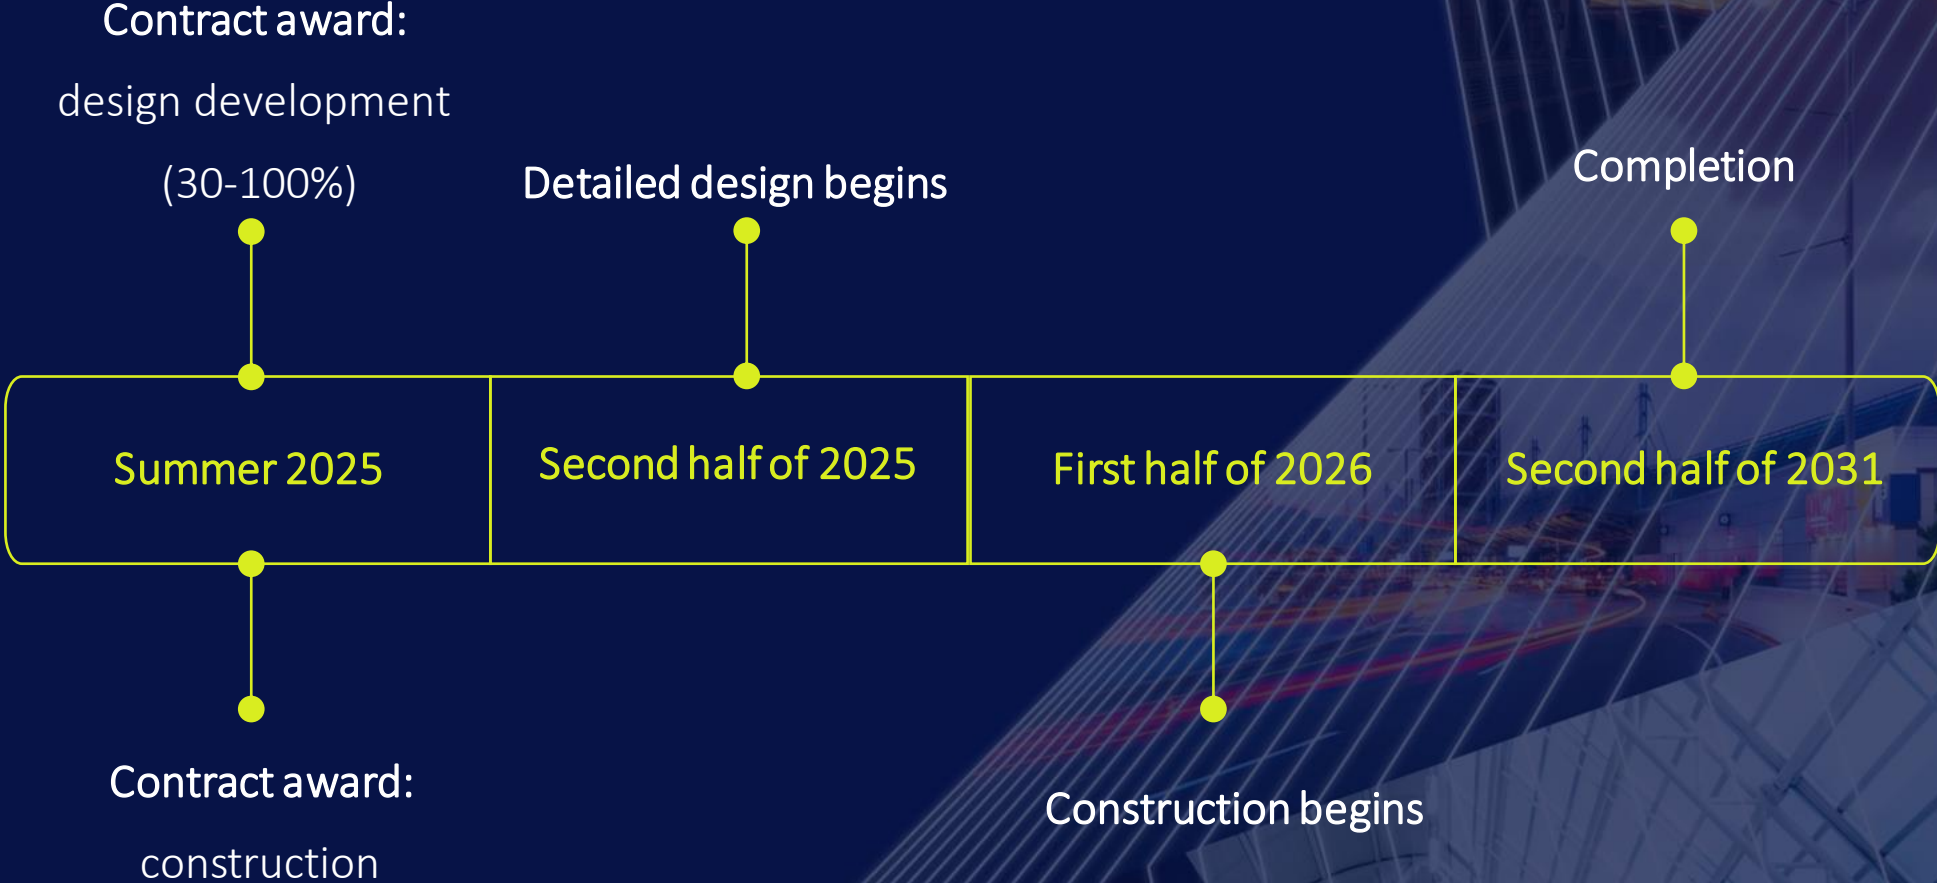 Contract award:
design development
(30-100%)
Detailed design begins
Completion
Summer 2025
Second half of 2025
First half of 2026
Second half of 2031
Contract award:
construction
Construction begins